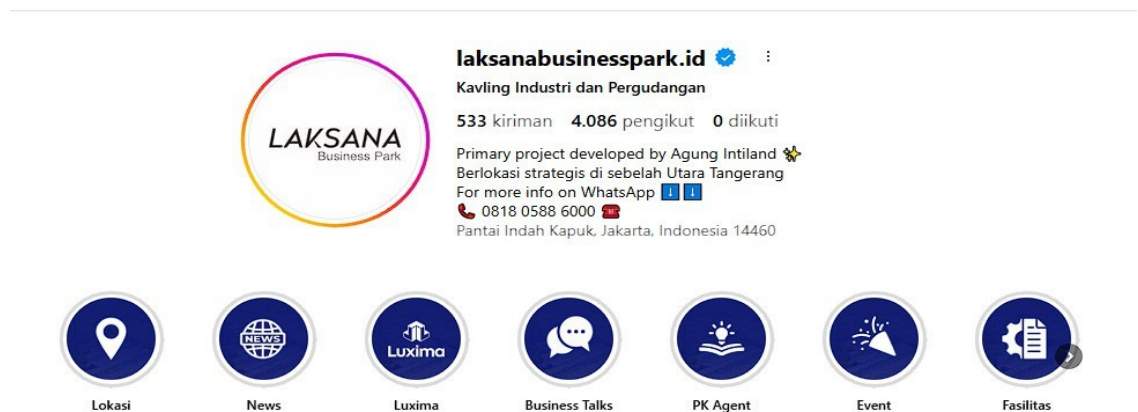 laksanabusinesspark.id
Kavling Industri dan Pergudangan
533 kiriman 4.086 pengikut 0 diikuti
LAKSANA
Business Park
Primary project developed by Agung Intiland ✨
Berlokasi strategis di sebelah Utara Tangerang
For more info on WhatsApp ⬇️ ⬇️
📞 0818 0588 6000 ☎️
Pantai Indah Kapuk, Jakarta, Indonesia 14460
NEWS
Luxima
Lokasi News Luxima Business Talks PK Agent Event Fasilitas